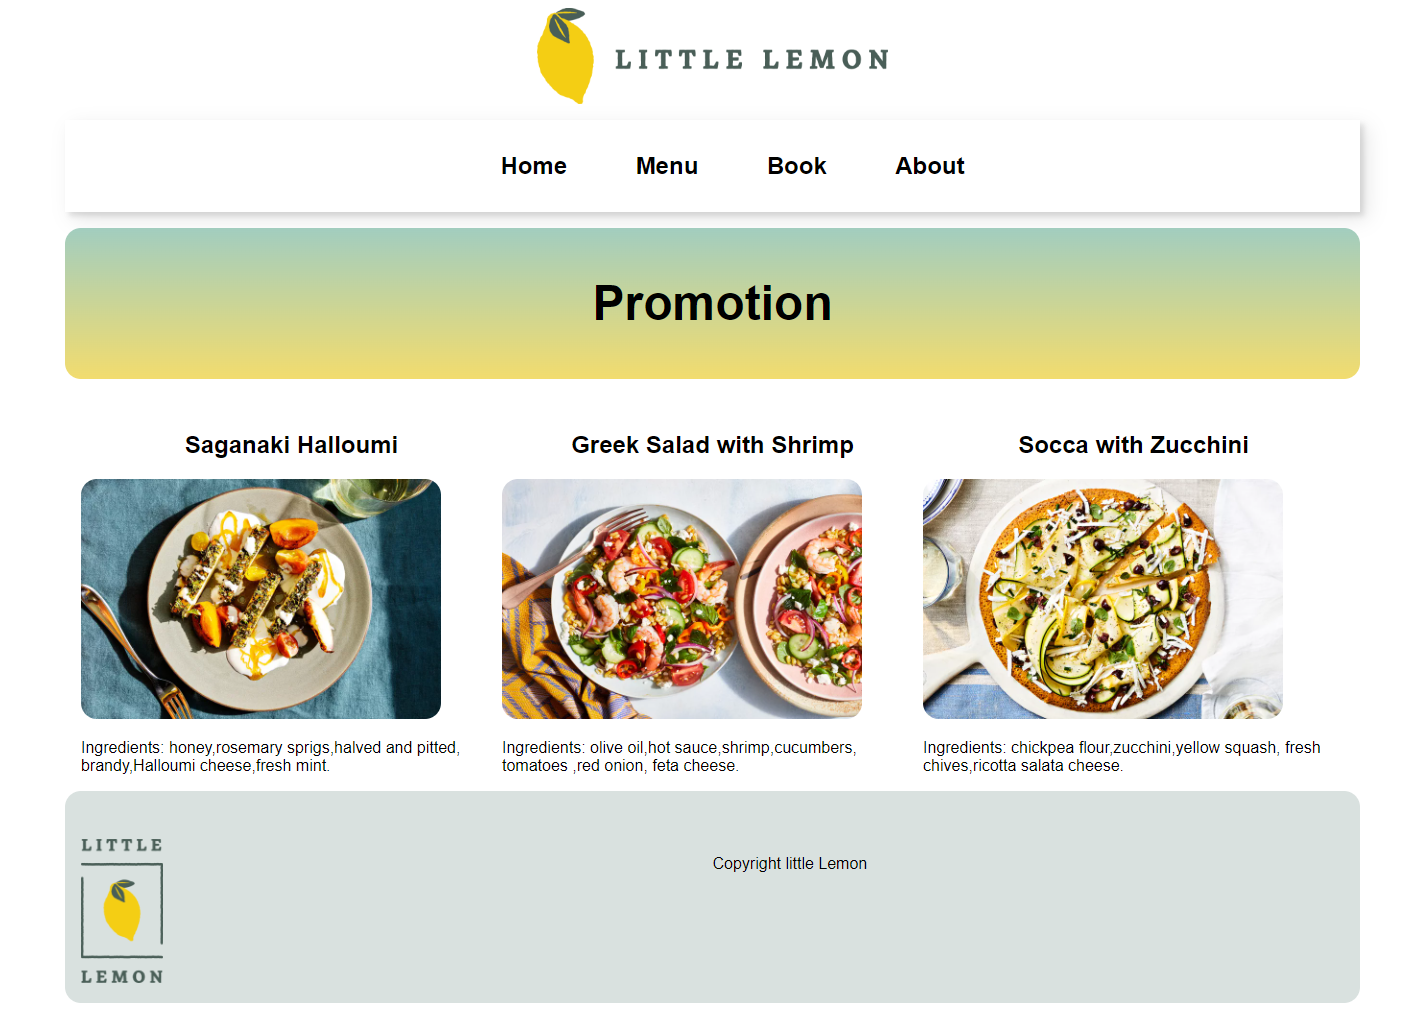 LITTLE LEMON
Home Menu Book About
Promotion
Saganaki Halloumi
Greek Salad with Shrimp
Socca with Zucchini
Ingredients: honey,rosemary sprigs,halved and pitted,
brandy,Halloumi cheese,fresh mint.
Ingredients: olive oil,hot sauce,shrimp,cucumbers,
tomatoes ,red onion, feta cheese.
Ingredients: chickpea flour,zucchini,yellow squash, fresh
chives,ricotta salata cheese.
LITTLE
LEMON
Copyright little Lemon